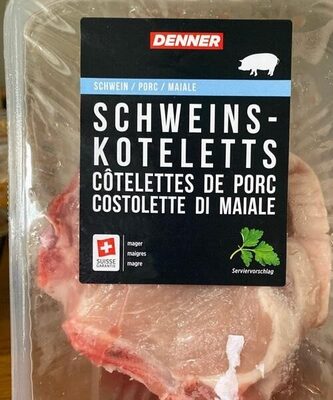 DENNER
SCHWEIN / PORC / MAIALE
SCHWEINS-
KOTELETTS
CÔTELETTES DE PORC
COSTOLETTE DI MAIALE
SUISSE
GARANTIE
mager
maigres
magre
Serviervorschlag